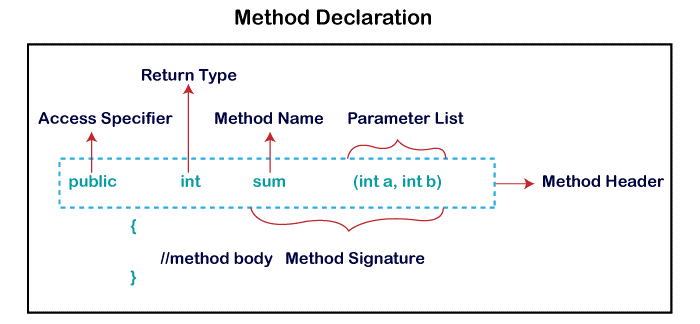 Method Declaration
Return Type
Access Specifier Method Name Parameter List
public int sum (int a, int b) Method Header
{
//method body Method Signature
}